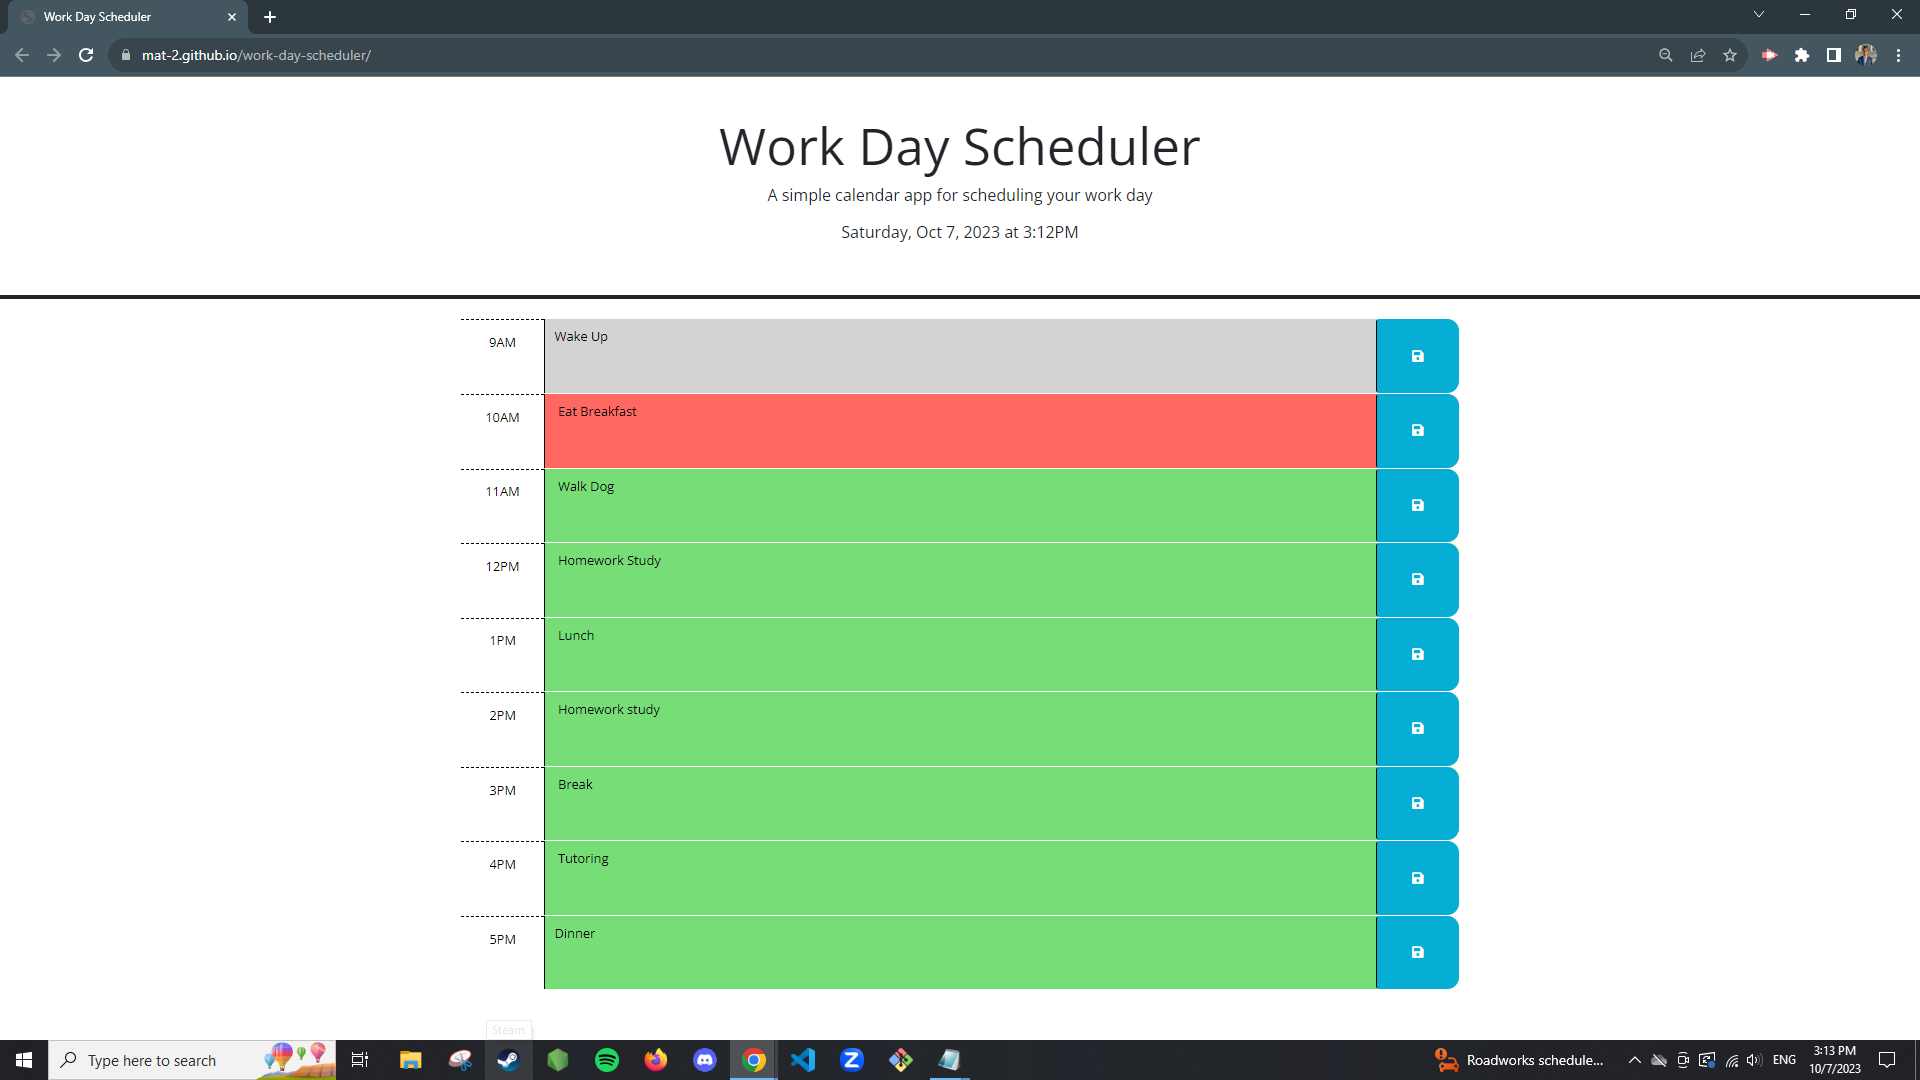 Work Day Scheduler
mat-2.github.io/work-day-scheduler/
Work Day Scheduler
A simple calendar app for scheduling your work day
Saturday, Oct 7, 2023 at 3:12PM
9AM Wake Up
10AM Eat Breakfast
11AM Walk Dog
12PM Homework Study
1PM Lunch
2PM Homework study
3PM Break
4PM Tutoring
5PM Dinner
Steam
Type here to search
Roadworks schedule...
ENG
3:13 PM
10/7/2023